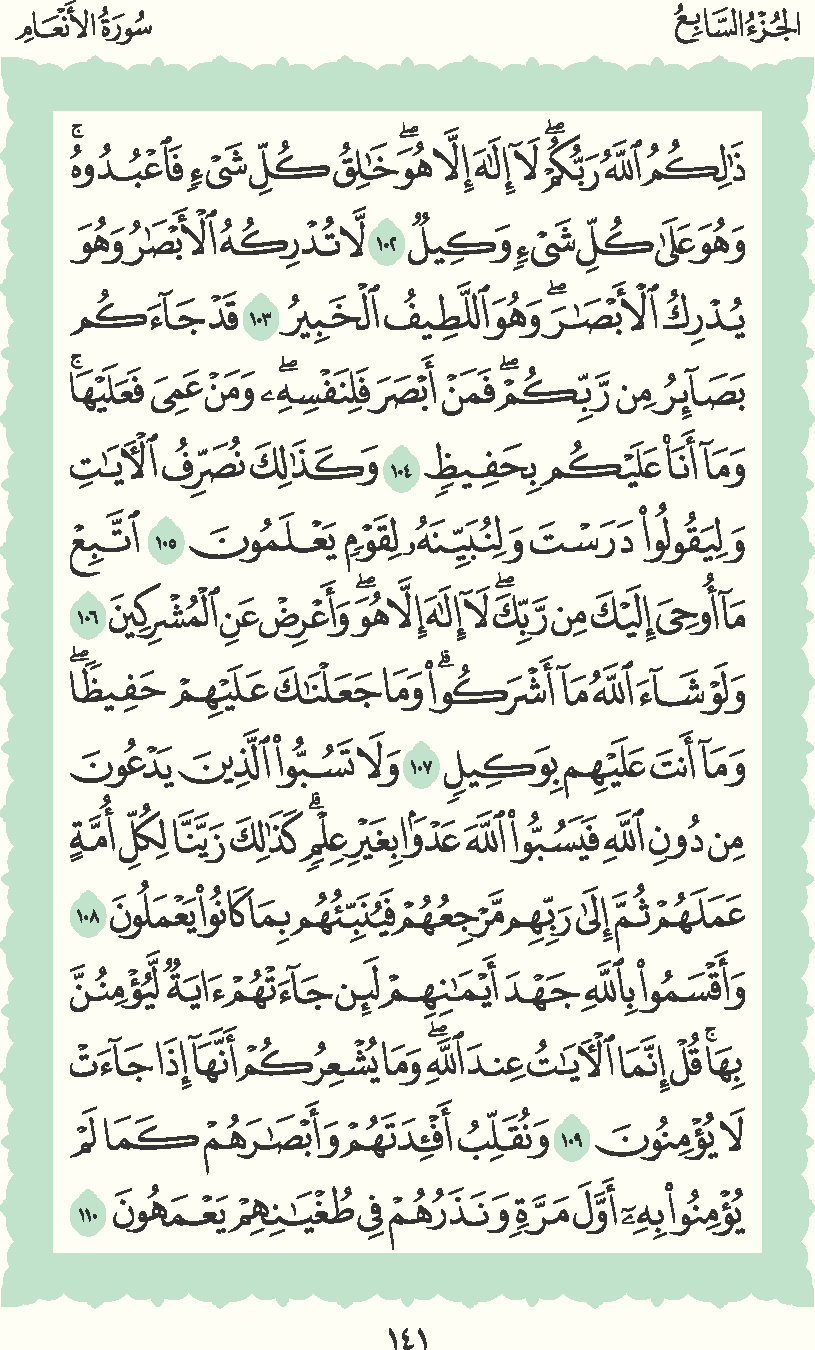 الجُزْءُ السَّابِعُ
سُورَةُ الأَنْعَامِ
ذَٰلِكُمُ ٱللَّهُ رَبُّكُمْۖ لَآ إِلَٰهَ إِلَّا هُوَۖ خَٰلِقُ كُلِّ شَىْءٍ فَٱعْبُدُوهُۚ
وَهُوَ عَلَىٰ كُلِّ شَىْءٍ وَكِيلٌ ١٠٢ لَّا تُدْرِكُهُ ٱلْأَبْصَٰرُ وَهُوَ
يُدْرِكُ ٱلْأَبْصَٰرَۖ وَهُوَ ٱللَّطِيفُ ٱلْخَبِيرُ ١٠٣ قَدْ جَآءَكُم
بَصَآئِرُ مِن رَّبِّكُمْۖ فَمَنْ أَبْصَرَ فَلِنَفْسِهِۦۖ وَمَنْ عَمِىَ فَعَلَيْهَاۚ
وَمَآ أَنَا۠ عَلَيْكُم بِحَفِيظٍ ١٠٤ وَكَذَٰلِكَ نُصَرِّفُ ٱلْأٓيَٰتِ
وَلِيَقُولُوا۟ دَرَسْتَ وَلِنُبَيِّنَهُۥ لِقَوْمٍ يَعْلَمُونَ ١٠٥ ٱتَّبِعْ
مَآ أُوحِىَ إِلَيْكَ مِن رَّبِّكَۖ لَآ إِلَٰهَ إِلَّا هُوَۖ وَأَعْرِضْ عَنِ ٱلْمُشْرِكِينَ ١٠٦
وَلَوْ شَآءَ ٱللَّهُ مَآ أَشْرَكُوا۟ۗ وَمَا جَعَلْنَٰكَ عَلَيْهِمْ حَفِيظًاۖ
وَمَآ أَنتَ عَلَيْهِم بِوَكِيلٍ ١٠٧ وَلَا تَسُبُّوا۟ ٱلَّذِينَ يَدْعُونَ
مِن دُونِ ٱللَّهِ فَيَسُبُّوا۟ ٱللَّهَ عَدْوًۢا بِغَيْرِ عِلْمٍۗ كَذَٰلِكَ زَيَّنَّا لِكُلِّ أُمَّةٍ
عَمَلَهُمْ ثُمَّ إِلَىٰ رَبِّهِم مَّرْجِعُهُمْ فَيُنَبِّئُهُم بِمَا كَانُوا۟ يَعْمَلُونَ ١٠٨
وَأَقْسَمُوا۟ بِٱللَّهِ جَهْدَ أَيْمَٰنِهِمْ لَئِن جَآءَتْهُمْ ءَايَةٌ لَّيُؤْمِنُنَّ
بِهَاۚ قُلْ إِنَّمَا ٱلْأٓيَٰتُ عِندَ ٱللَّهِۖ وَمَا يُشْعِرُكُمْ أَنَّهَآ إِذَا جَآءَتْ
لَا يُؤْمِنُونَ ١٠٩ وَنُقَلِّبُ أَفْـِٔدَتَهُمْ وَأَبْصَٰرَهُمْ كَمَا لَمْ
يُؤْمِنُوا۟ بِهِۦٓ أَوَّلَ مَرَّةٍ وَنَذَرُهُمْ فِى طُغْيَٰنِهِمْ يَعْمَهُونَ ١١٠
١٤١